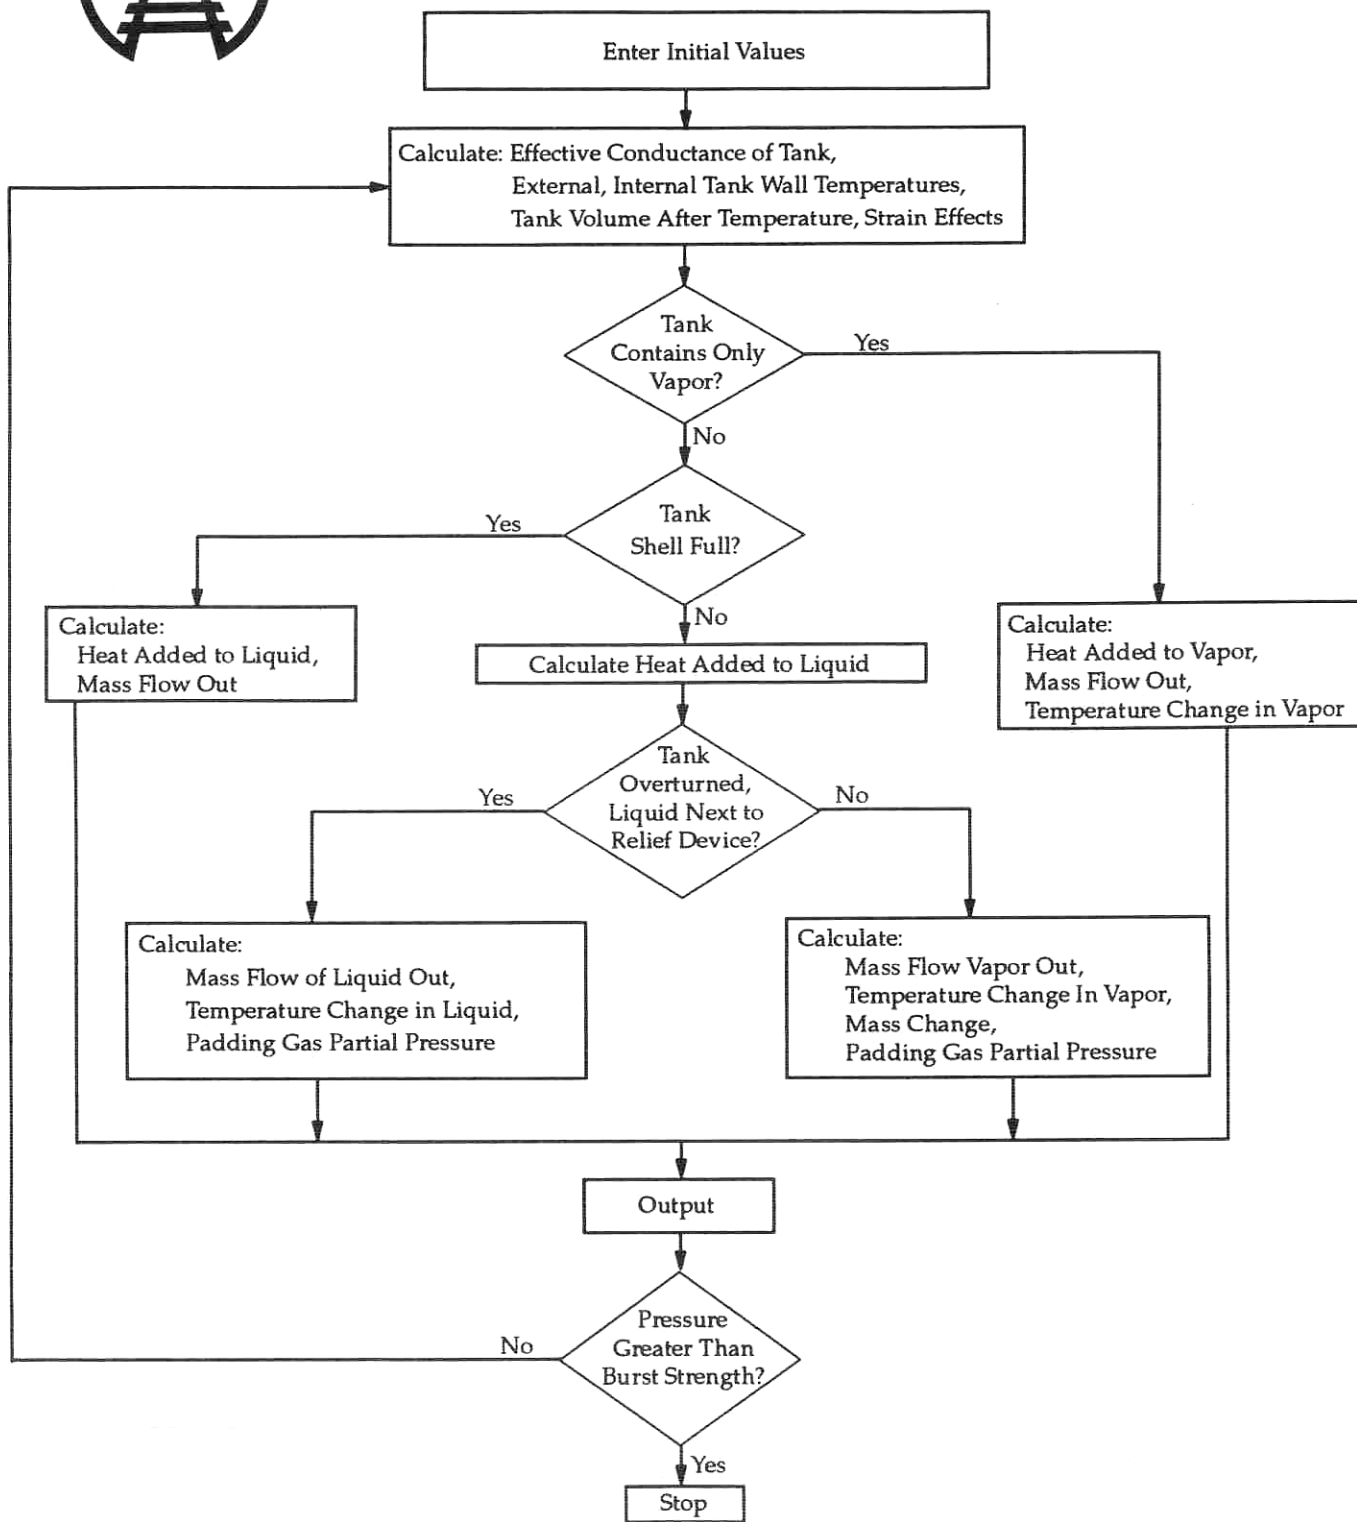 Enter Initial Values
Calculate: Effective Conductance of Tank,
External, Internal Tank Wall Temperatures,
Tank Volume After Temperature, Strain Effects
Tank
Contains Only
Vapor?
Yes
No
Tank
Shell Full?
Yes
No
Calculate:
Heat Added to Liquid,
Mass Flow Out
Calculate Heat Added to Liquid
Calculate:
Heat Added to Vapor,
Mass Flow Out,
Temperature Change in Vapor
Tank
Overturned,
Liquid Next to
Relief Device?
Yes
No
Calculate:
Mass Flow of Liquid Out,
Temperature Change in Liquid,
Padding Gas Partial Pressure
Calculate:
Mass Flow Vapor Out,
Temperature Change In Vapor,
Mass Change,
Padding Gas Partial Pressure
Output
Pressure
Greater Than
Burst Strength?
No
Yes
Stop